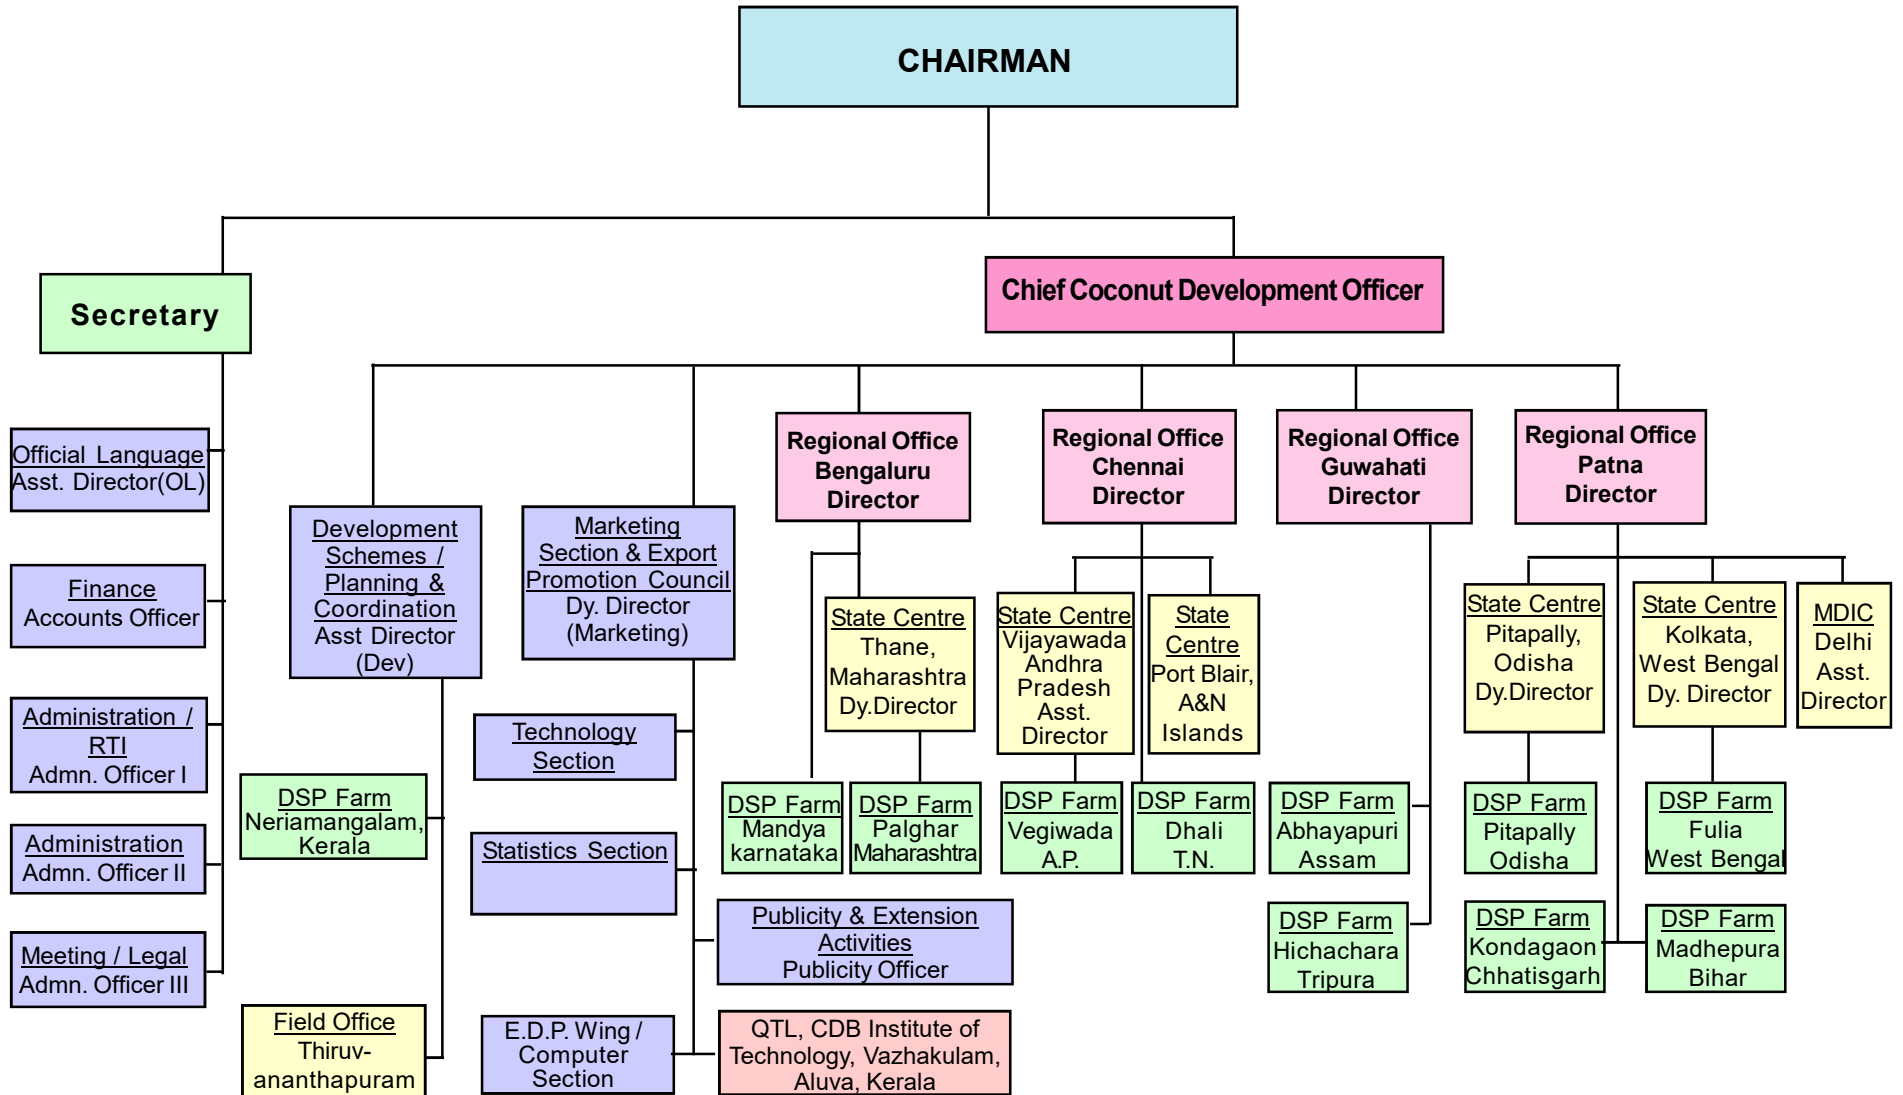 CHAIRMAN
Secretary
Chief Coconut Development Officer
Official Language
Asst. Director(OL)
Finance
Accounts Officer
Administration /
RTI
Admn. Officer I
Administration
Admn. Officer II
Meeting / Legal
Admn. Officer III
Development
Schemes /
Planning &
Coordination
Asst Director
(Dev)
DSP Farm
Neriamangalam,
Kerala
Field Office
Thiruv-
ananthapuram
Marketing
Section & Export
Promotion Council
Dy. Director
(Marketing)
Technology
Section
Statistics Section
Publicity & Extension
Activities
Publicity Officer
E.D.P. Wing /
Computer
Section
QTL, CDB Institute of
Technology, Vazhakulam,
Aluva, Kerala
Regional Office
Bengaluru
Director
State Centre
Thane,
Maharashtra
Dy.Director
DSP Farm
Mandya
karnataka
DSP Farm
Palghar
Maharashtra
Regional Office
Chennai
Director
State Centre
Vijayawada
Andhra
Pradesh
Asst.
Director
State
Centre
Port Blair,
A&N
Islands
DSP Farm
Vegiwada
A.P.
DSP Farm
Dhali
T.N.
Regional Office
Guwahati
Director
DSP Farm
Abhayapuri
Assam
DSP Farm
Hichachara
Tripura
Regional Office
Patna
Director
State Centre
Pitapally,
Odisha
Dy.Director
State Centre
Kolkata,
West Bengal
Dy. Director
MDIC
Delhi
Asst.
Director
DSP Farm
Pitapally
Odisha
DSP Farm
Fulia
West Bengal
DSP Farm
Kondagaon
Chhatisgarh
DSP Farm
Madhepura
Bihar